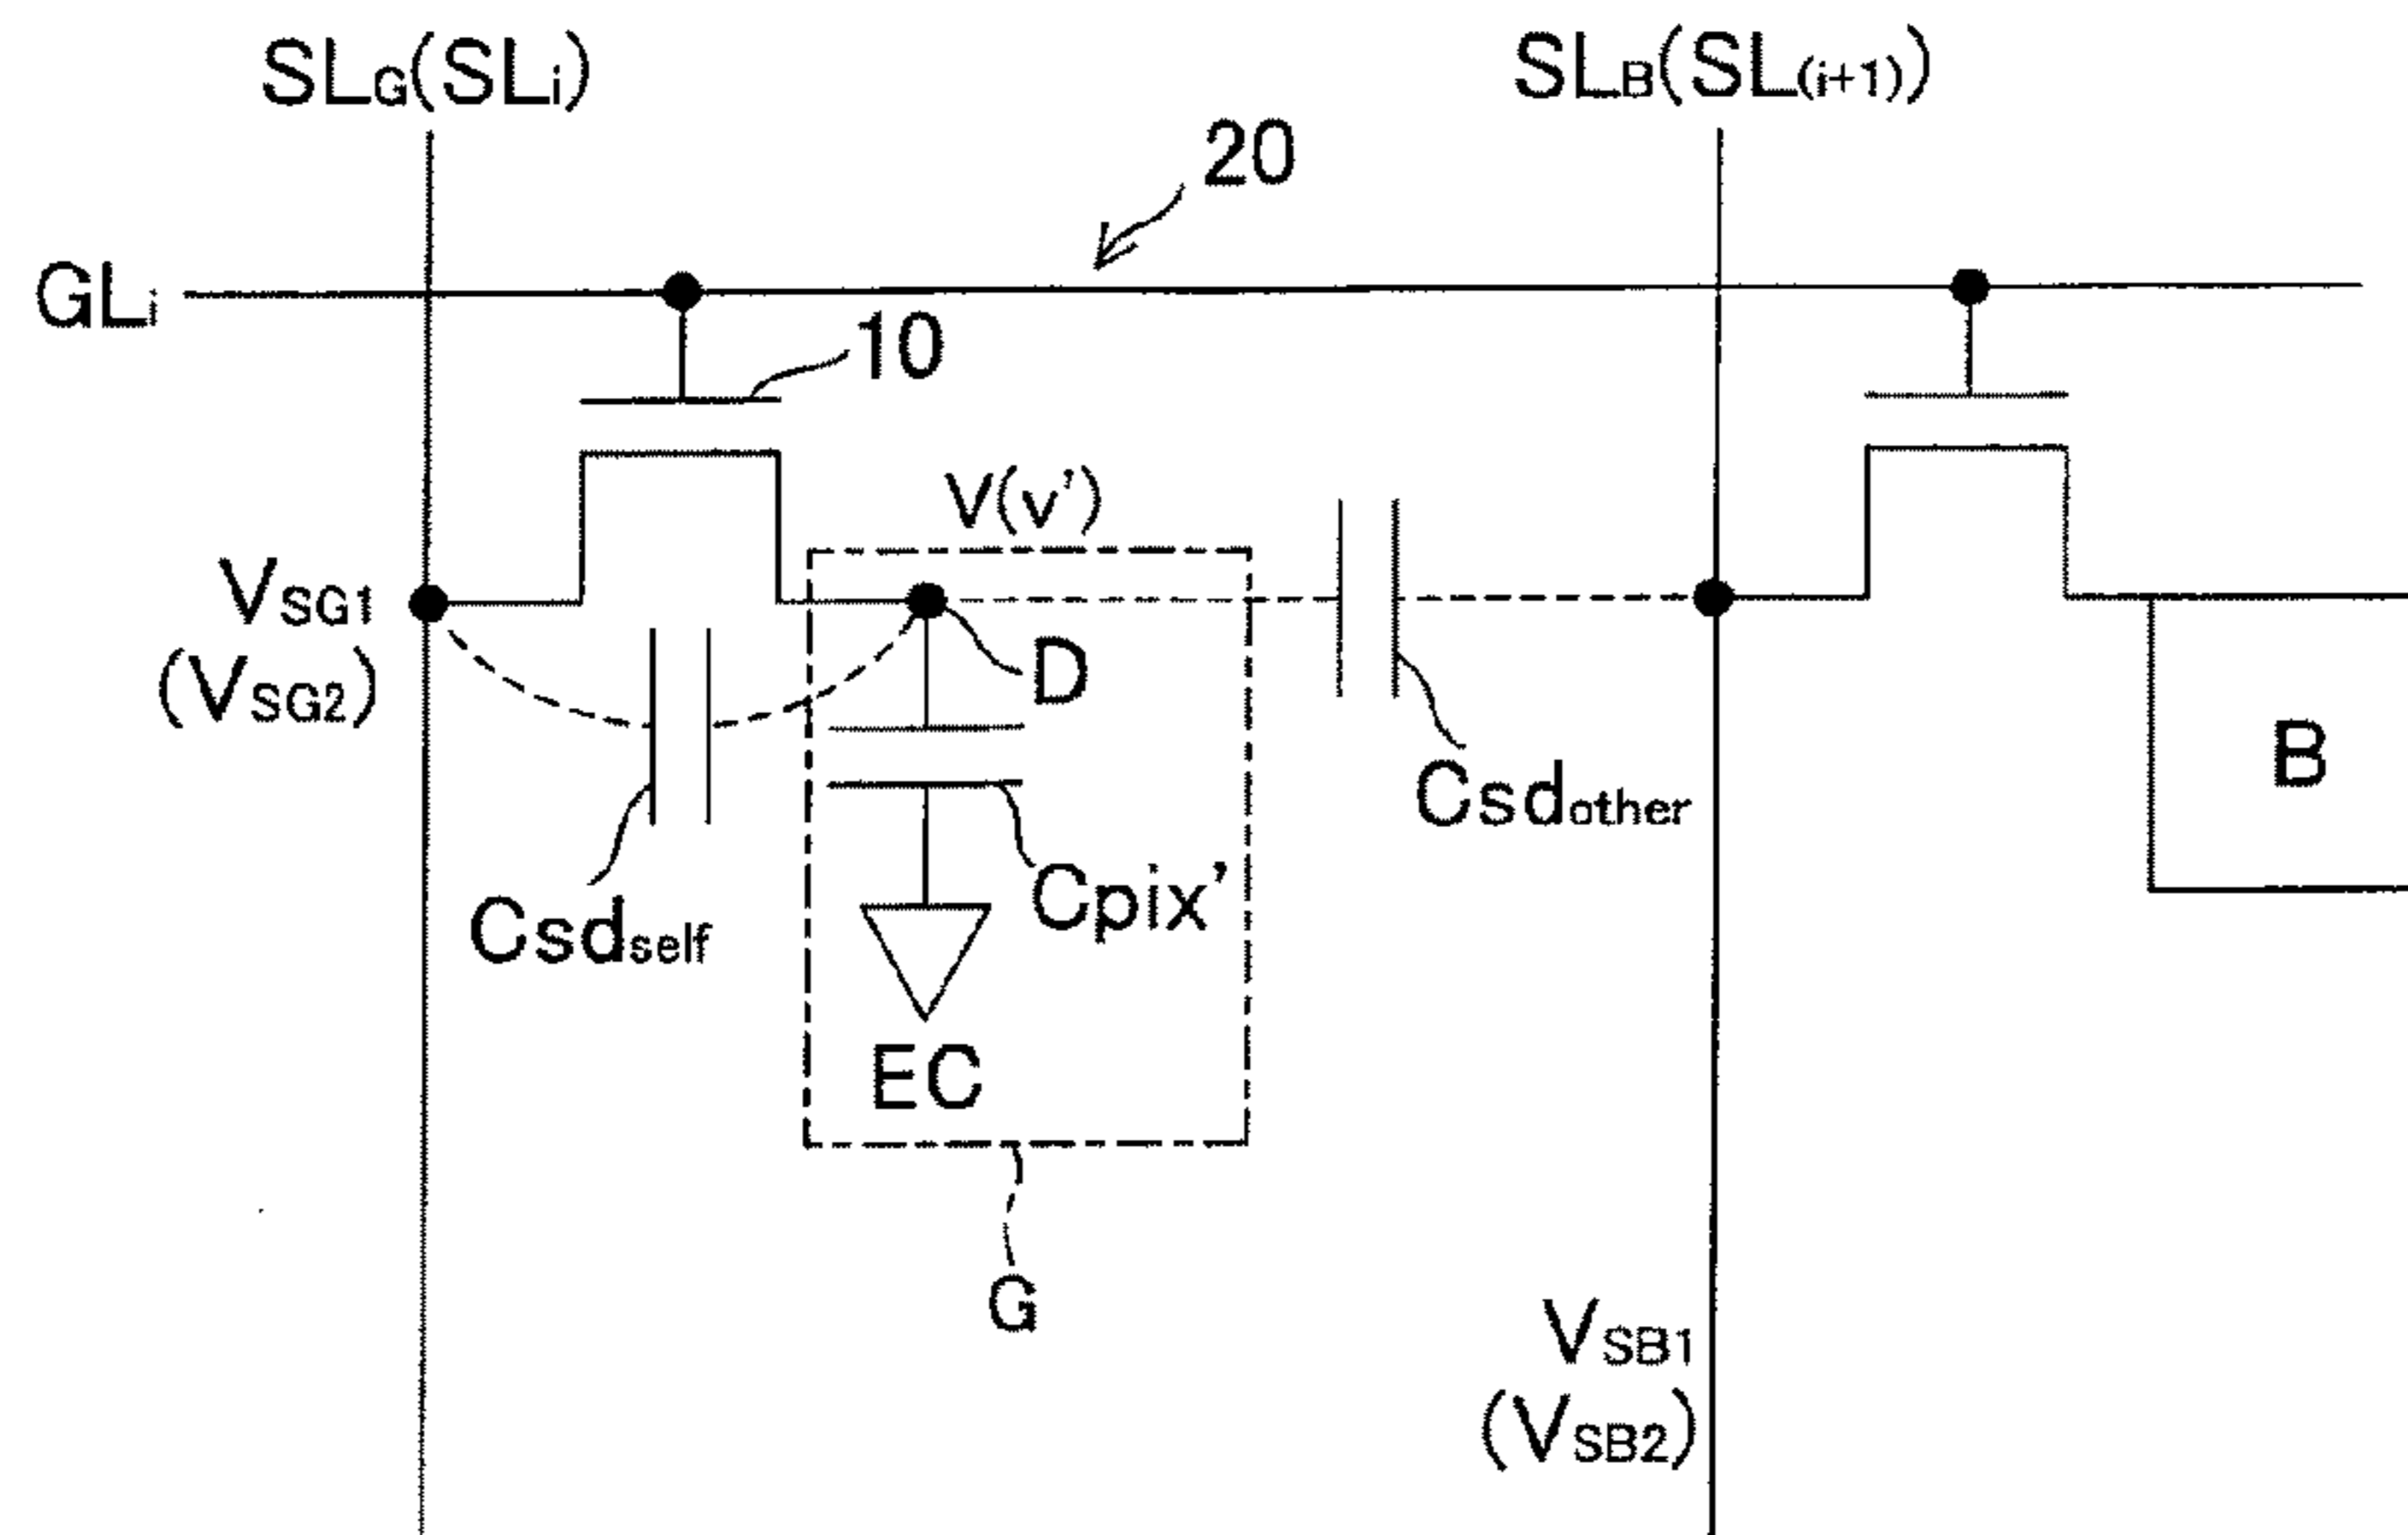 SLG(SLi)
SLB(SL(i+1))
20
GLi
10
V(v')
VSG1
(VSG2)
D
B
Csdother
Cpix'
Csdself
EC
G
VSB1
(VSB2)